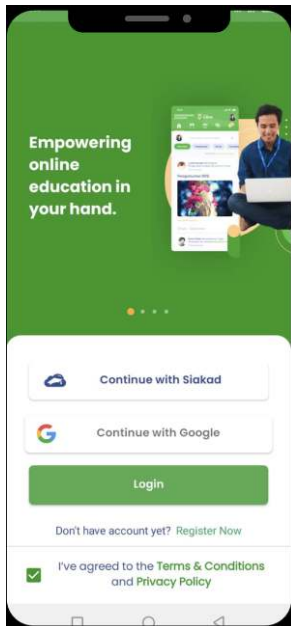 Empowering
online
education in
your hand.
Continue with Siakad
Continue with Google
Login
Don't have account yet? Register Now
I've agreed to the Terms & Conditions
and Privacy Policy